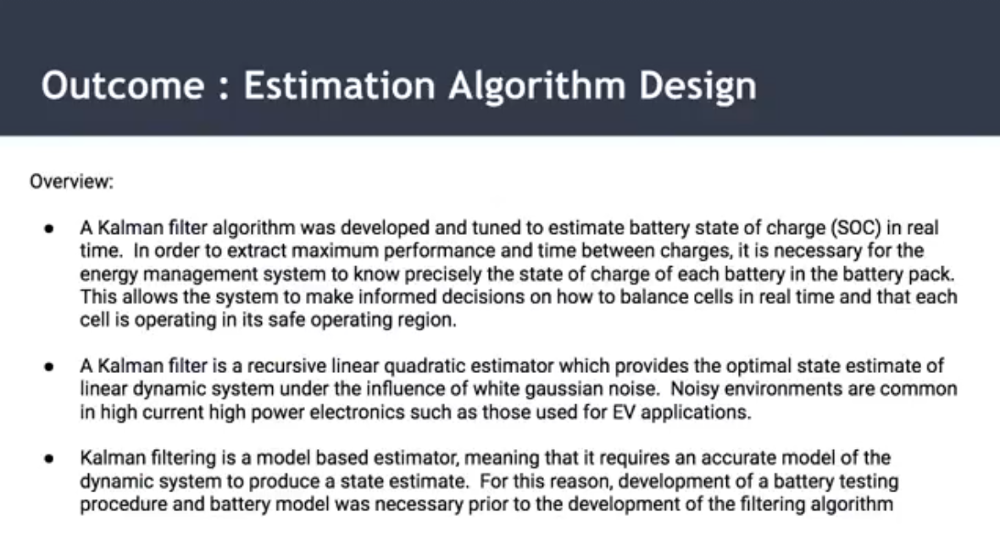 Outcome : Estimation Algorithm Design
Overview:
● A Kalman filter algorithm was developed and tuned to estimate battery state of charge (SOC) in real
time.  In order to extract maximum performance and time between charges, it is necessary for the
energy management system to know precisely the state of charge of each battery in the battery pack.
This allows the system to make informed decisions on how to balance cells in real time and that each
cell is operating in its safe operating region.
● A Kalman filter is a recursive linear quadratic estimator which provides the optimal state estimate of
linear dynamic system under the influence of white gaussian noise.  Noisy environments are common
in high current high power electronics such as those used for EV applications.
● Kalman filtering is a model based estimator, meaning that it requires an accurate model of the
dynamic system to produce a state estimate.  For this reason, development of a battery testing
procedure and battery model was necessary prior to the development of the filtering algorithm